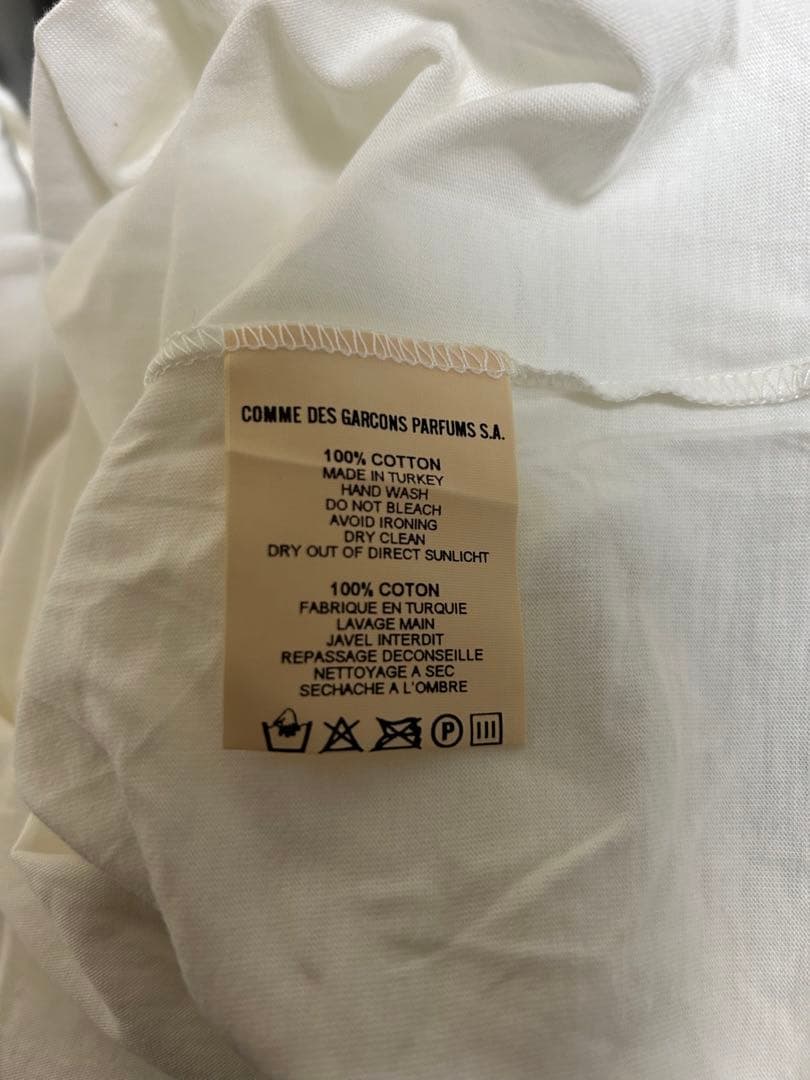 COMME DES GARCONS PARFUMS S.A.
100% COTTON
MADE IN TURKEY
HAND WASH
DO NOT BLEACH
AVOID IRONING
DRY CLEAN
DRY OUT OF DIRECT SUNLICHT
100% COTON
FABRIQUE EN TURQUIE
LAVAGE MAIN
JAVEL INTERDIT
REPASSAGE DECONSEILLE
NETTOYAGE A SEC
SECHACHE A L'OMBRE
P